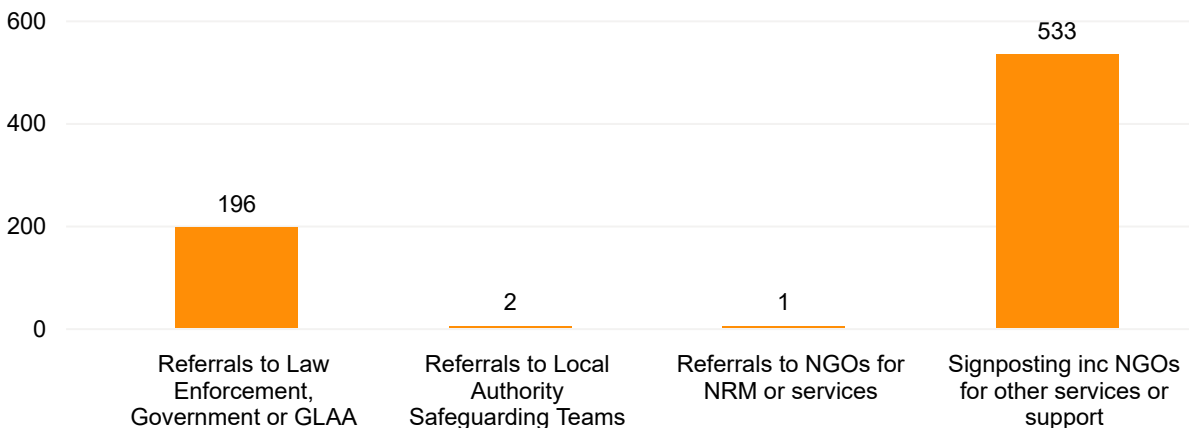 600
533
400
196
200
2
1
0
Referrals to Law
Enforcement,
Government or GLAA
Referrals to Local
Authority
Safeguarding Teams
Referrals to NGOs for
NRM or services
Signposting inc NGOs
for other services or
support